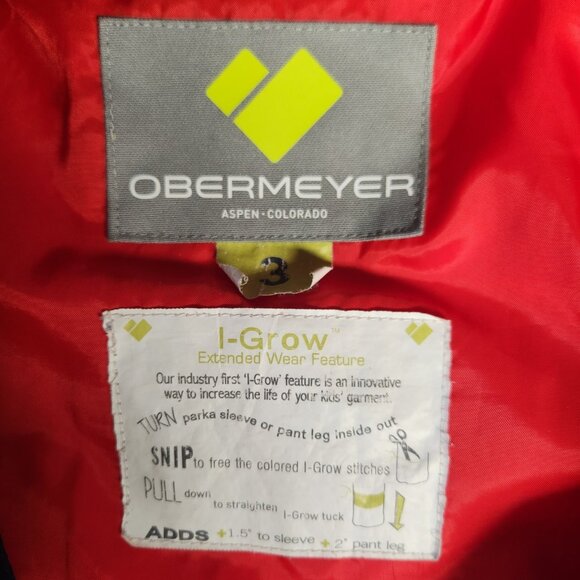 OBERMEYER
ASPEN · COLORADO
3
I-GROW™
Extended Wear Feature
Our industry first 'I-Grow' feature is an innovative
way to increase the life of your kids' garment.
TURN parka sleeve or pant leg inside out
SNIP to free the colored I-Grow stitches
PULL down
to straighten I-Grow tuck
ADDS + 1.5" to sleeve + 2" pant leg